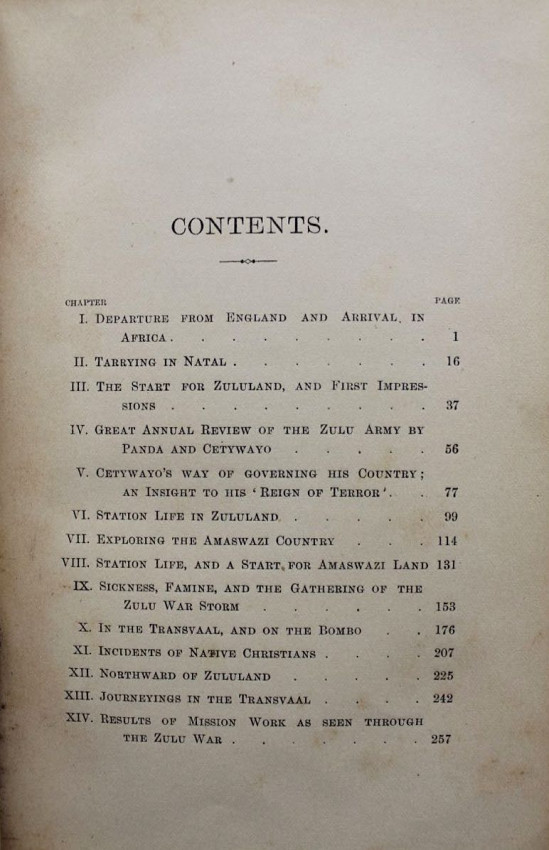 CONTENTS.
CHAPTER PAGE
I. Departure from England and Arrival in
Africa . . . . . . . . . 1
II. Tarrying in Natal . . . . . . . 16
III. The Start for Zululand, and First Impres-
sions . . . . . . . . . 37
IV. Great Annual Review of the Zulu Army by
Panda and Cetywayo . . . . . 56
V. Cetywayo's way of governing his Country;
an Insight to his 'Reign of Terror' . . 77
VI. Station Life in Zululand . . . . . 99
VII. Exploring the Amaswazi Country . . . 114
VIII. Station Life, and a Start for Amaswazi Land 131
IX. Sickness, Famine, and the Gathering of the
Zulu War Storm . . . . . . 153
X. In the Transvaal, and on the Bombo . . 176
XI. Incidents of Native Christians . . . . 207
XII. Northward of Zululand . . . . . 225
XIII. Journeyings in the Transvaal . . . . 242
XIV. Results of Mission Work as seen through
the Zulu War . . . . . . . 257